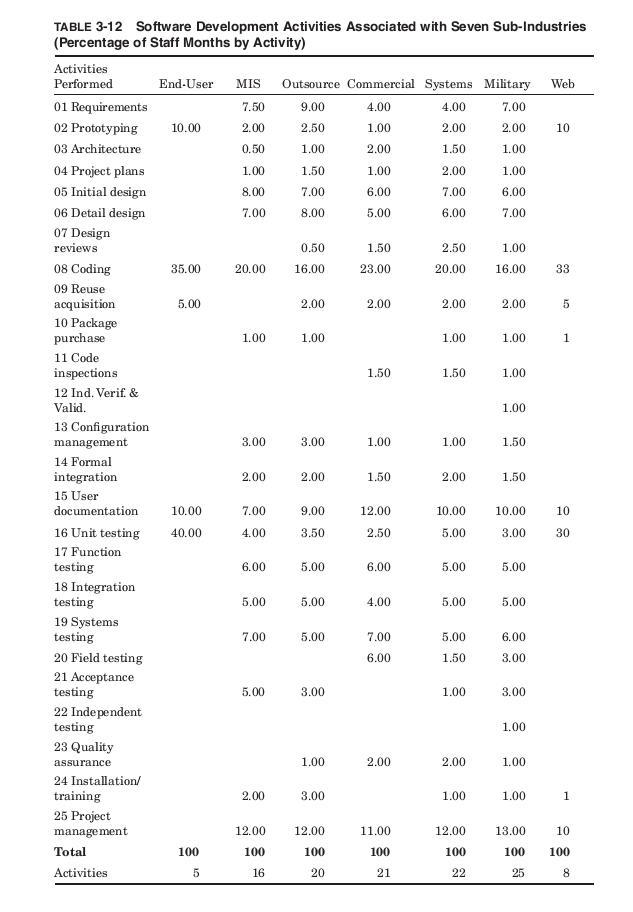 TABLE 3-12 Software Development Activities Associated with Seven Sub-Industries
(Percentage of Staff Months by Activity)
Activities
Performed End-User MIS Outsource Commercial Systems Military Web
01 Requirements 7.50 9.00 4.00 4.00 7.00
02 Prototyping 10.00 2.00 2.50 1.00 2.00 2.00 10
03 Architecture 0.50 1.00 2.00 1.50 1.00
04 Project plans 1.00 1.50 1.00 2.00 1.00
05 Initial design 8.00 7.00 6.00 7.00 6.00
06 Detail design 7.00 8.00 5.00 6.00 7.00
07 Design
reviews 0.50 1.50 2.50 1.00
08 Coding 35.00 20.00 16.00 23.00 20.00 16.00 33
09 Reuse
acquisition 5.00 2.00 2.00 2.00 2.00 5
10 Package
purchase 1.00 1.00 1.00 1.00 1
11 Code
inspections 1.50 1.50 1.00
12 Ind. Verif. &
Valid. 1.00
13 Configuration
management 3.00 3.00 1.00 1.00 1.50
14 Formal
integration 2.00 2.00 1.50 2.00 1.50
15 User
documentation 10.00 7.00 9.00 12.00 10.00 10.00 10
16 Unit testing 40.00 4.00 3.50 2.50 5.00 3.00 30
17 Function
testing 6.00 5.00 6.00 5.00 5.00
18 Integration
testing 5.00 5.00 4.00 5.00 5.00
19 Systems
testing 7.00 5.00 7.00 5.00 6.00
20 Field testing 6.00 1.50 3.00
21 Acceptance
testing 5.00 3.00 1.00 3.00
22 Independent
testing 1.00
23 Quality
assurance 1.00 2.00 2.00 1.00
24 Installation/
training 2.00 3.00 1.00 1.00 1
25 Project
management 12.00 12.00 11.00 12.00 13.00 10
Total 100 100 100 100 100 100 100
Activities 5 16 20 21 22 25 8